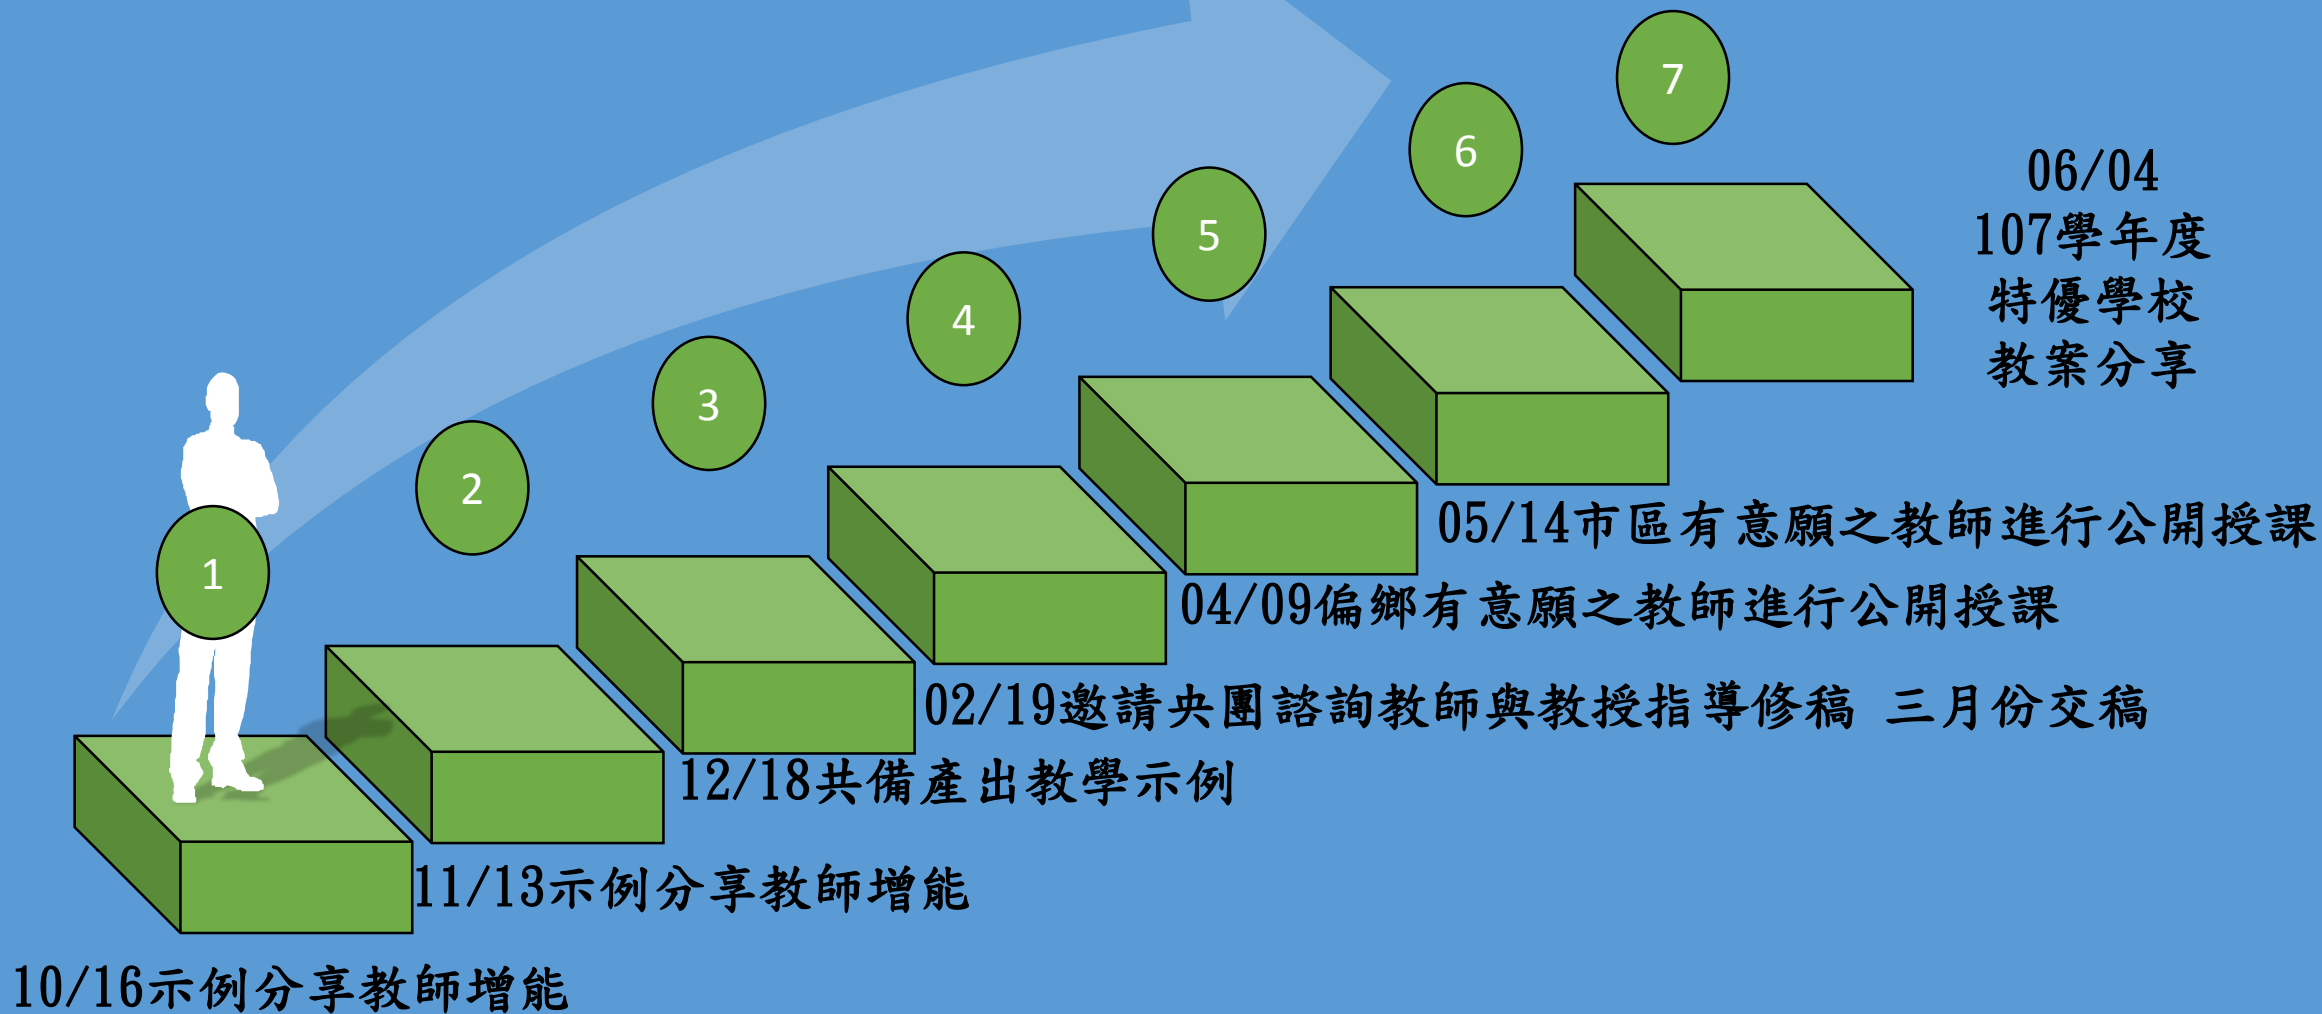 7
6
5
4
3
2
1
06/04
107學年度
特優學校
教案分享
05/14市區有意願之教師進行公開授課
04/09偏鄉有意願之教師進行公開授課
02/19邀請央團諮詢教師與教授指導修稿 三月份交稿
12/18共備產出教學示例
11/13示例分享教師增能
10/16示例分享教師增能